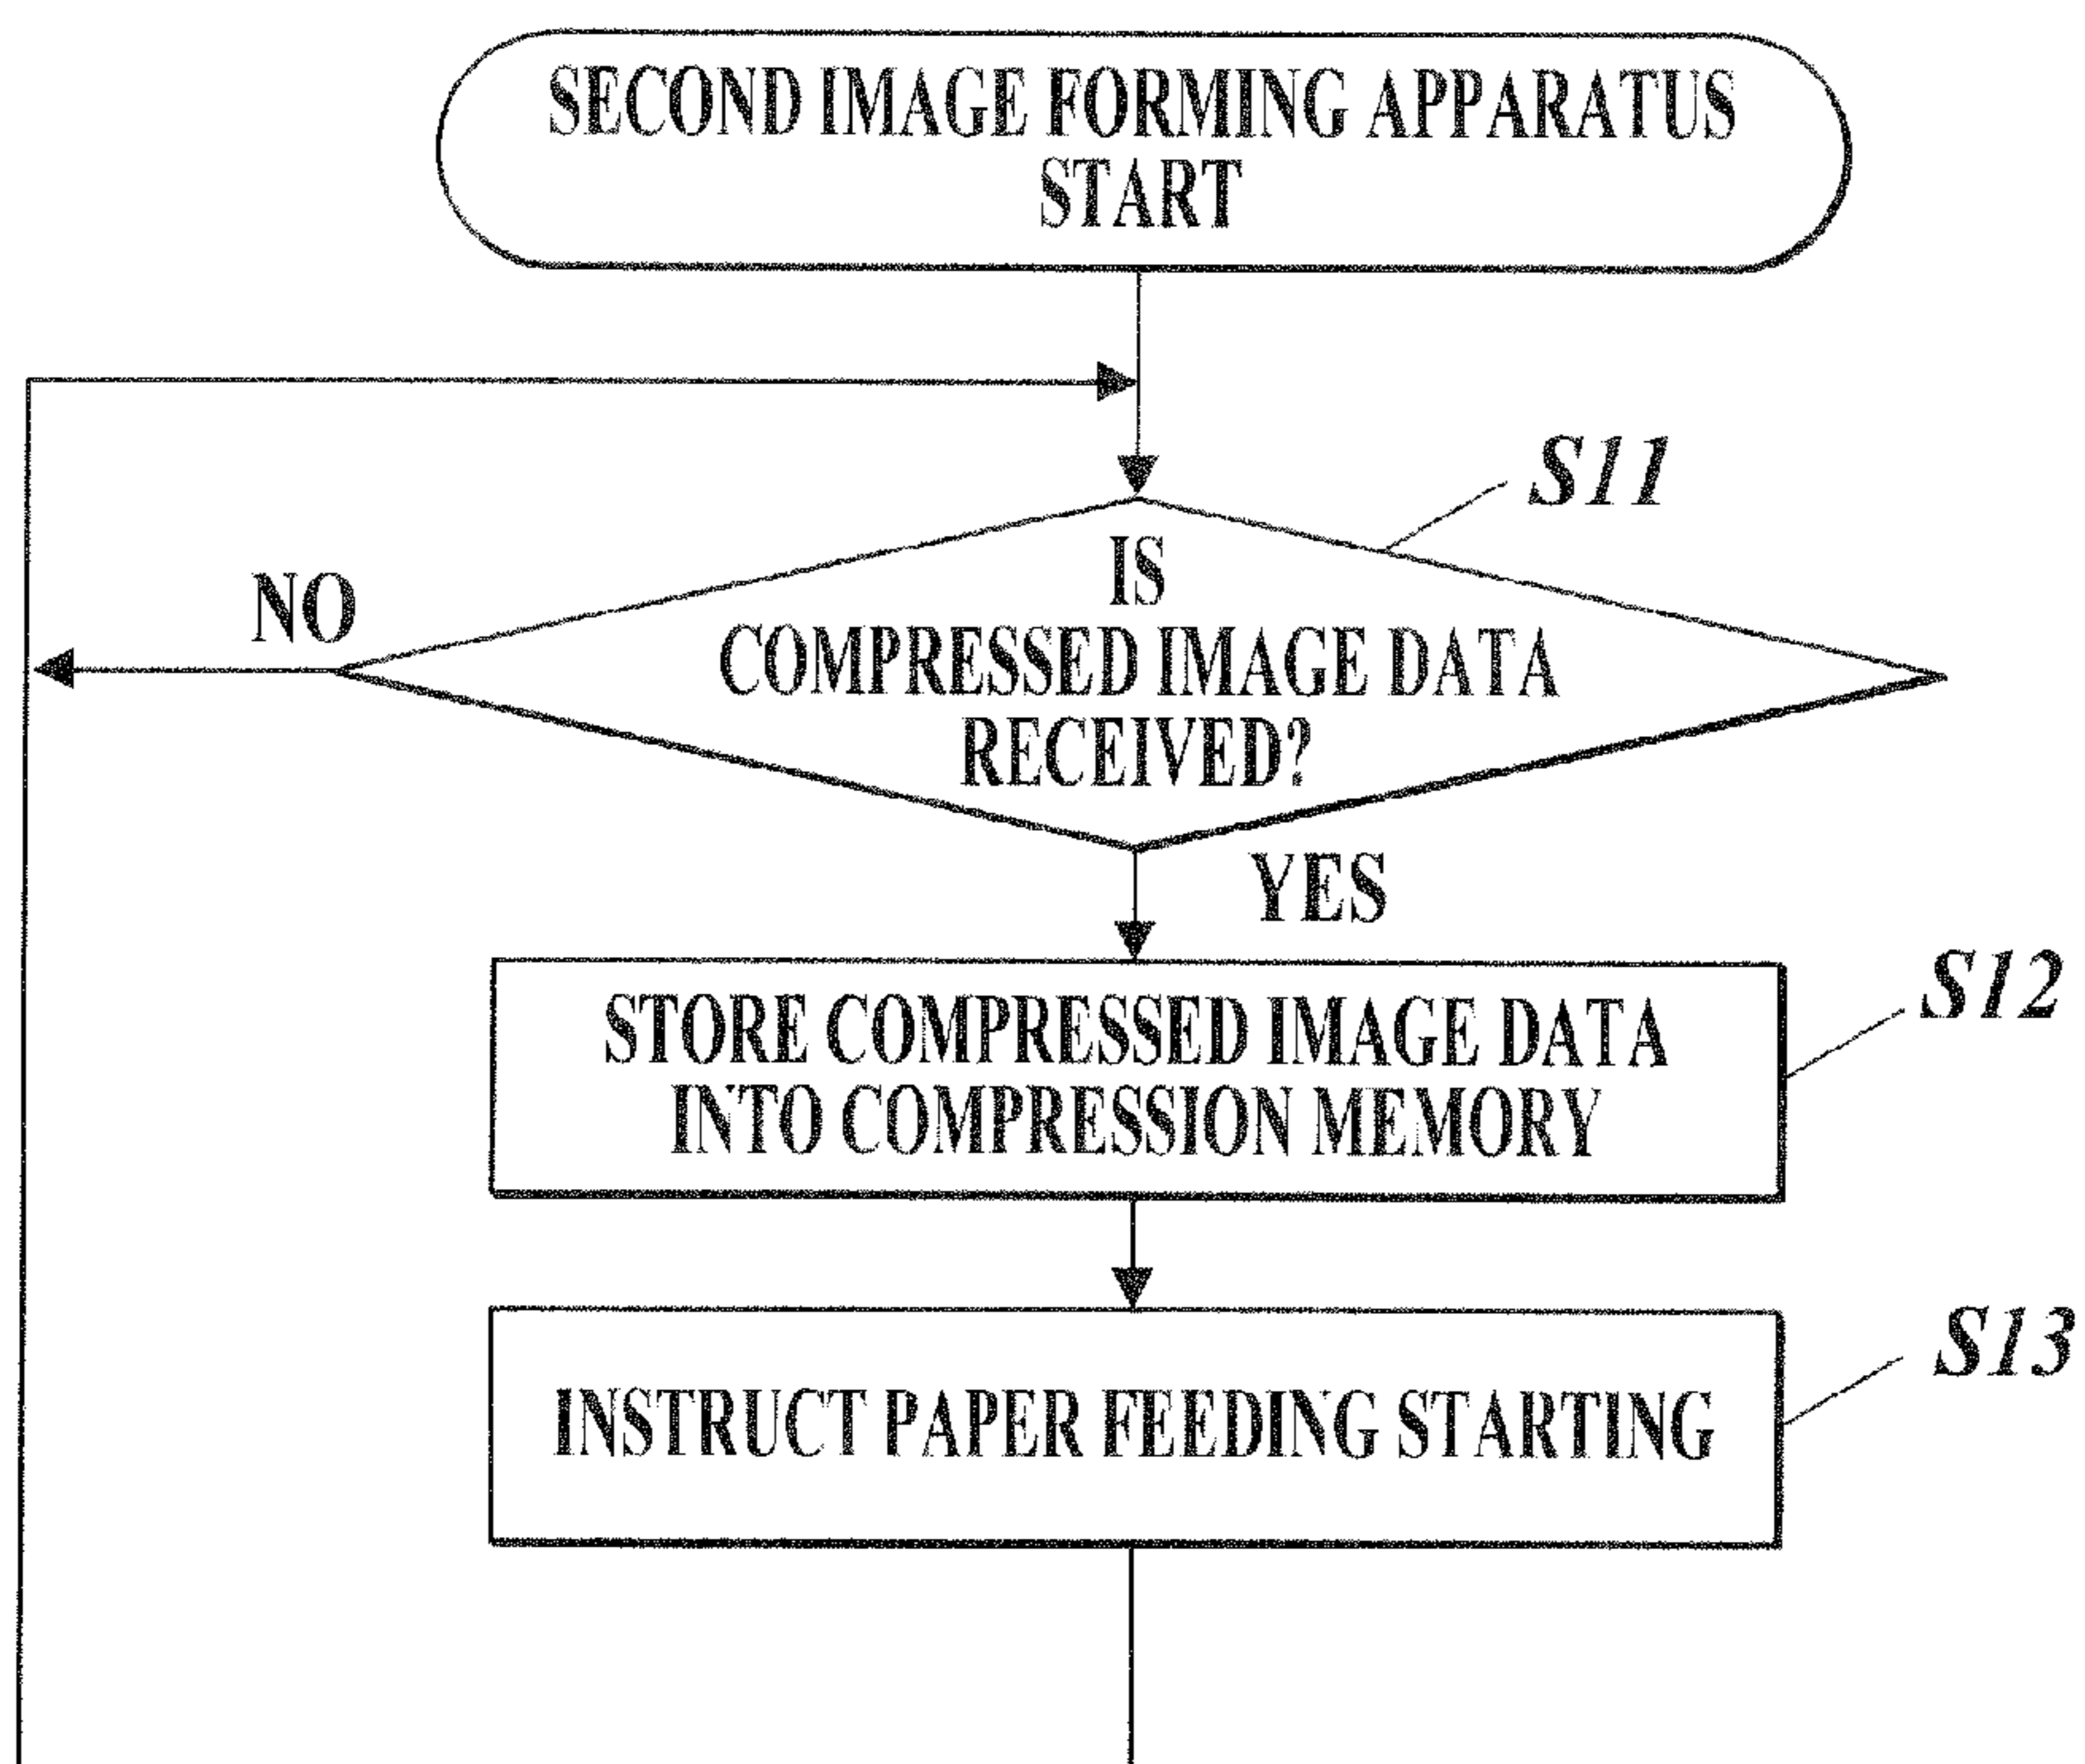 SECOND IMAGE FORMING APPARATUS
START
S11
IS
COMPRESSED IMAGE DATA
RECEIVED?
NO
YES
S12
STORE COMPRESSED IMAGE DATA
INTO COMPRESSION MEMORY
S13
INSTRUCT PAPER FEEDING STARTING